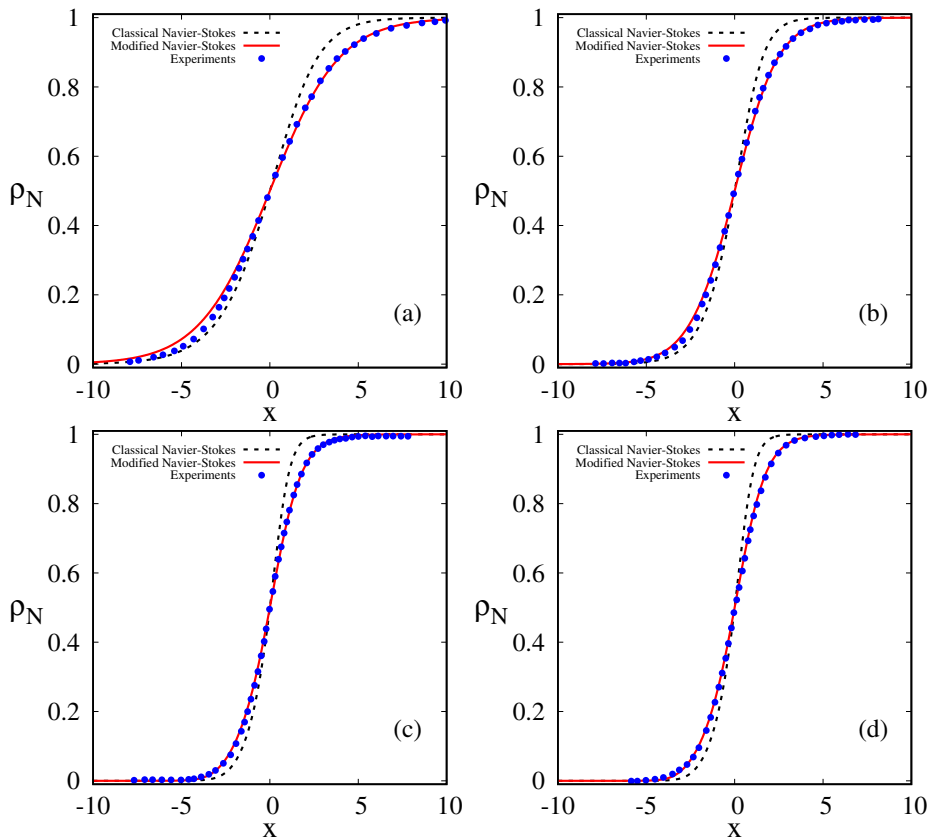 1
0.8
0.6
0.4
0.2
0
ρN
Classical Navier-Stokes
Modified Navier-Stokes
Experiments
(a)
-10 -5 0 5 10
x
1
0.8
0.6
0.4
0.2
0
ρN
Classical Navier-Stokes
Modified Navier-Stokes
Experiments
(b)
-10 -5 0 5 10
x
1
0.8
0.6
0.4
0.2
0
ρN
Classical Navier-Stokes
Modified Navier-Stokes
Experiments
(c)
-10 -5 0 5 10
x
1
0.8
0.6
0.4
0.2
0
ρN
Classical Navier-Stokes
Modified Navier-Stokes
Experiments
(d)
-10 -5 0 5 10
x